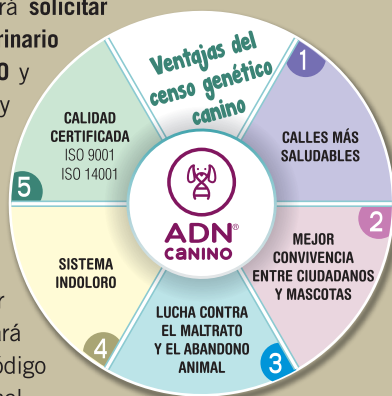 rá solicitar
rinario
O y
y
Ventajas del
censo genético
canino
1
CALLES MÁS
SALUDABLES
2
MEJOR
CONVIVENCIA
ENTRE CIUDADANOS
Y MASCOTAS
LUCHA CONTRA
EL MALTRATO
Y EL ABANDONO
ANIMAL
3
SISTEMA
INDOLORO
4
CALIDAD
CERTIFICADA
ISO 9001
ISO 14001
5
ADN®
CANINO
r
ará
ódigo